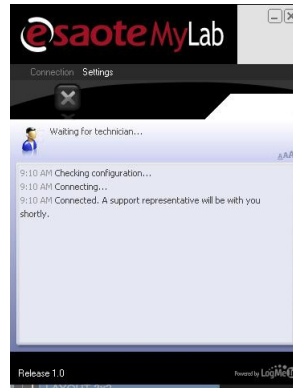 esaote MyLab
Connection Settings
Waiting for technician...
AAA
9:10 AM Checking configuration...
9:10 AM Connecting...
9:10 AM Connected. A support representative will be with you
shortly.
Release 1.0
Powered by LogMeIn